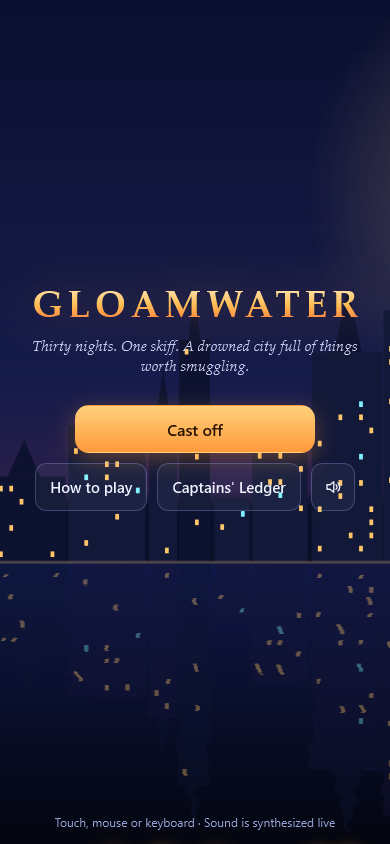 GLOAMWATER
Thirty nights. One skiff. A drowned city full of things
worth smuggling.
Cast off
How to play
Captains' Ledger
Touch, mouse or keyboard · Sound is synthesized live